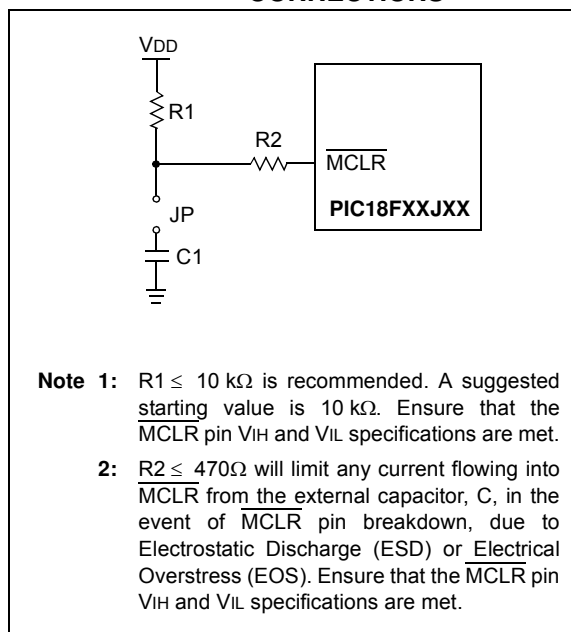 VDD
R1
R2
MCLR
JP
PIC18FXXJXX
C1
Note 1: R1 ≤ 10 kΩ is recommended. A suggested
starting value is 10 kΩ. Ensure that the
MCLR pin VIH and VIL specifications are met.
2: R2 ≤ 470Ω will limit any current flowing into
MCLR from the external capacitor, C, in the
event of MCLR pin breakdown, due to
Electrostatic Discharge (ESD) or Electrical
Overstress (EOS). Ensure that the MCLR pin
VIH and VIL specifications are met.